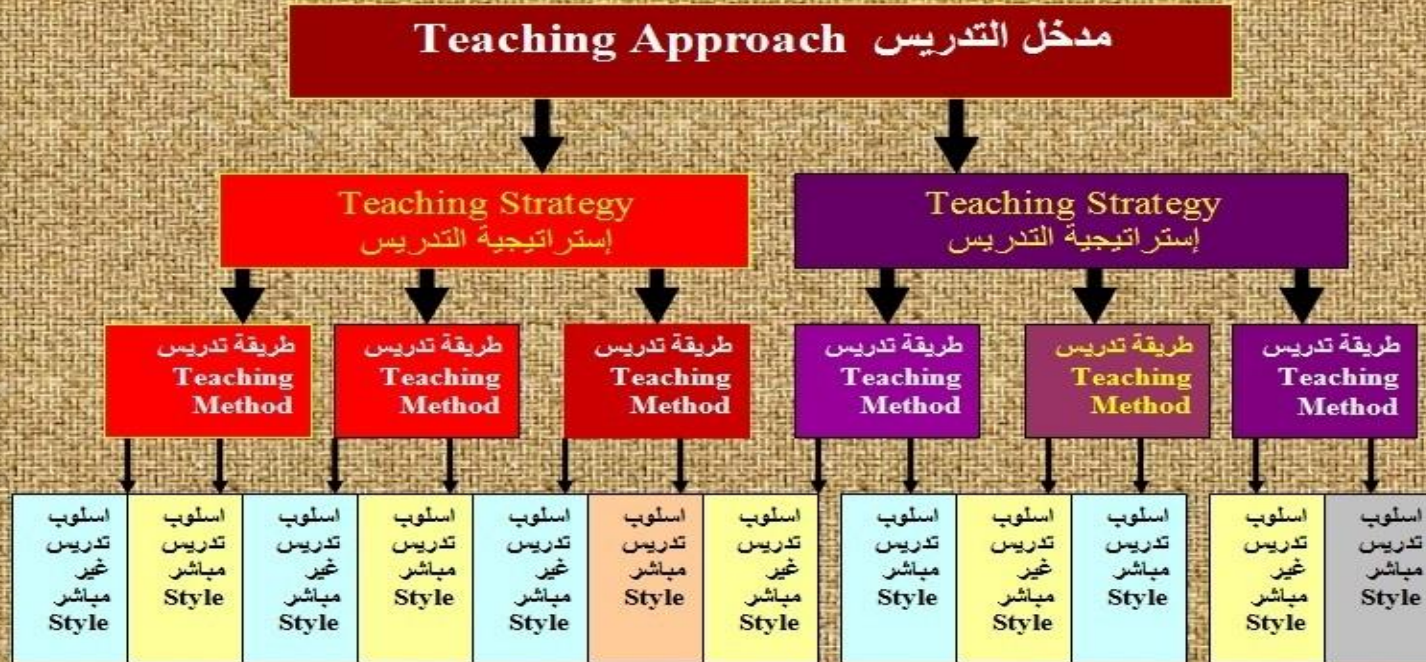 مدخل التدريس Teaching Approach
Teaching Strategy
إستراتيجية التدريس
Teaching Strategy
إستراتيجية التدريس
طريقة تدريس
Teaching
Method
طريقة تدريس
Teaching
Method
طريقة تدريس
Teaching
Method
طريقة تدريس
Teaching
Method
طريقة تدريس
Teaching
Method
طريقة تدريس
Teaching
Method
اسلوب
تدريس
غير
مباشر
Style
اسلوب
تدريس
مباشر
Style
اسلوب
تدريس
غير
مباشر
Style
اسلوب
تدريس
مباشر
Style
اسلوب
تدريس
غير
مباشر
Style
اسلوب
تدريس
مباشر
Style
اسلوب
تدريس
غير
مباشر
Style
اسلوب
تدريس
مباشر
Style
اسلوب
تدريس
غير
مباشر
Style
اسلوب
تدريس
مباشر
Style
اسلوب
تدريس
غير
مباشر
Style
اسلوب
تدريس
مباشر
Style